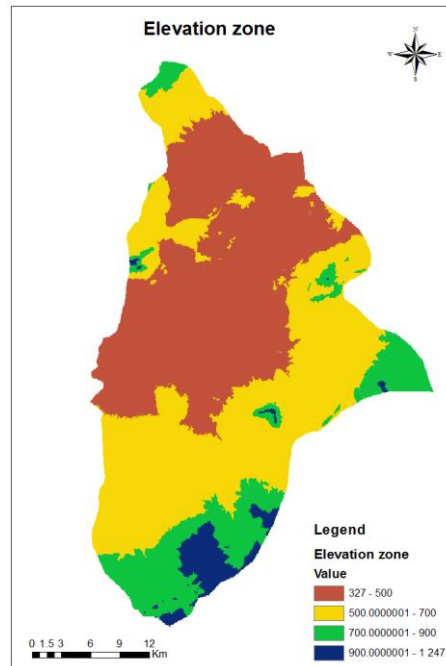 Elevation zone
N
W
E
S
Legend
Elevation zone
Value
327 - 500
500.0000001 - 700
700.0000001 - 900
900.0000001 - 1 247
0 1.5 3 6 9 12
Km